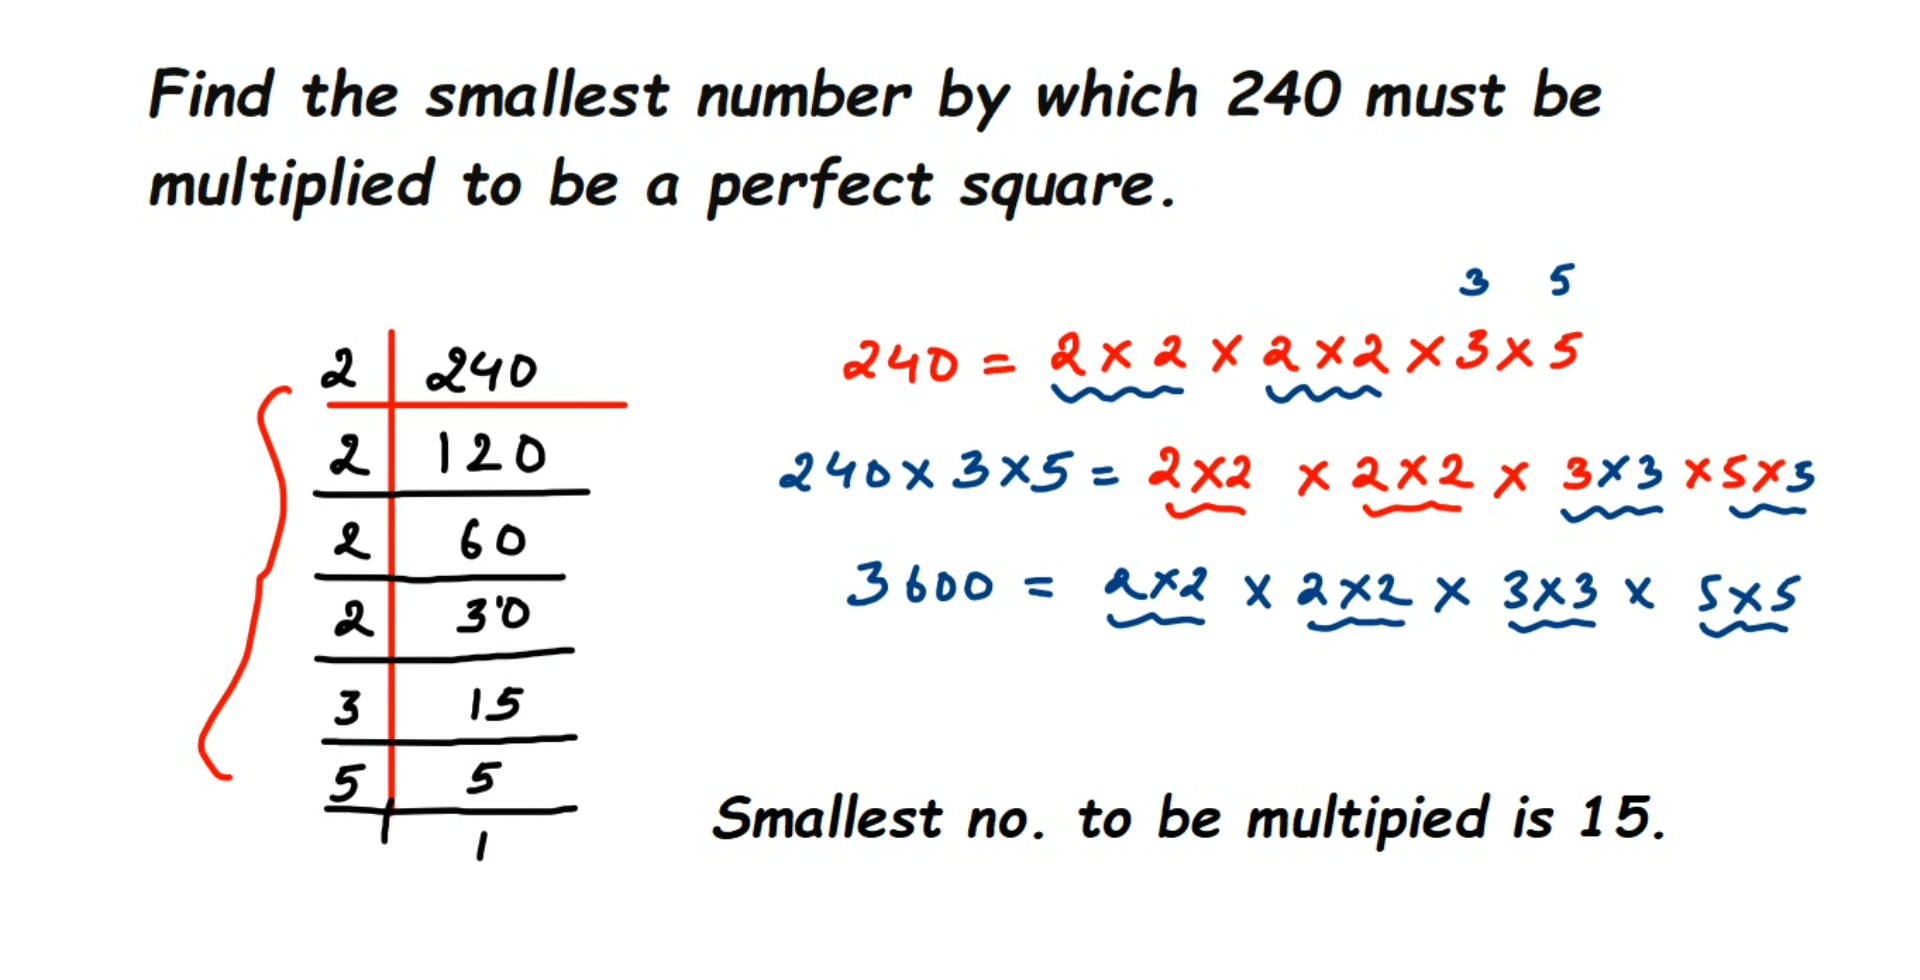 Find the smallest number by which 240 must be
multiplied to be a perfect square.
2 240
2 120
2 60
2 30
3 15
5 5
1
3 5
240 = 2 × 2 × 2 × 2 × 3 × 5
240 × 3 × 5 = 2 × 2 × 2 × 2 × 3 × 3 × 5 × 5
3600 = 2 × 2 × 2 × 2 × 3 × 3 × 5 × 5
Smallest no. to be multipied is 15.